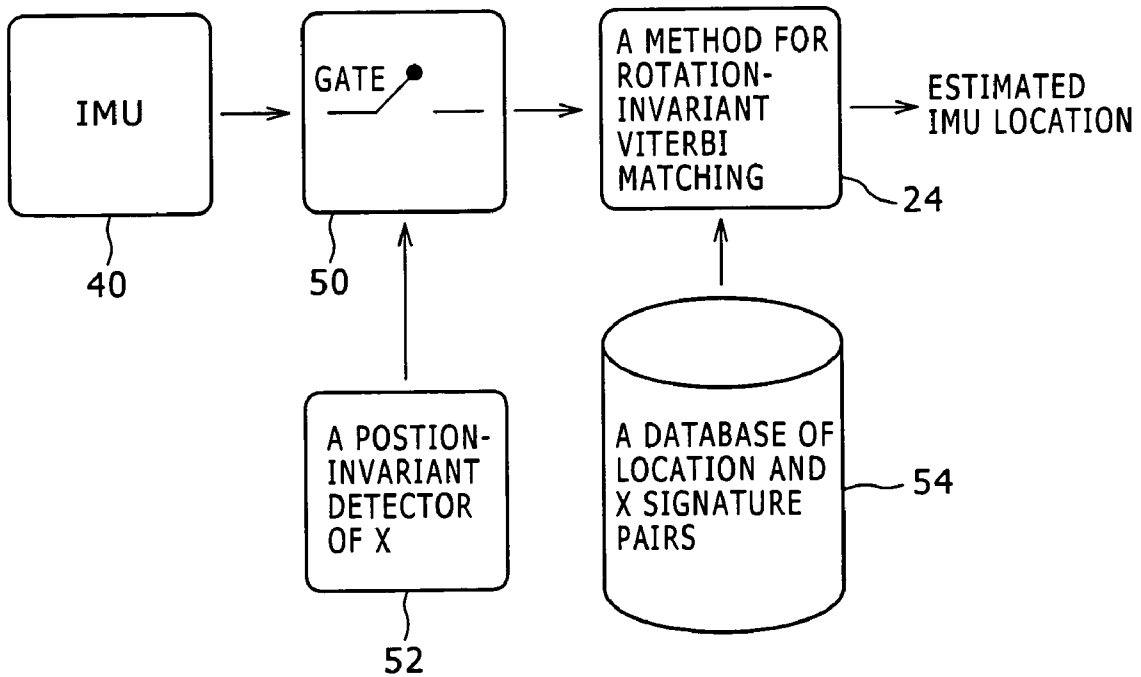 IMU
GATE
A METHOD FOR
ROTATION-
INVARIANT
VITERBI
MATCHING
ESTIMATED
IMU LOCATION
40
50
24
A POSTION-
INVARIANT
DETECTOR
OF X
52
A DATABASE OF
LOCATION AND
X SIGNATURE
PAIRS
54